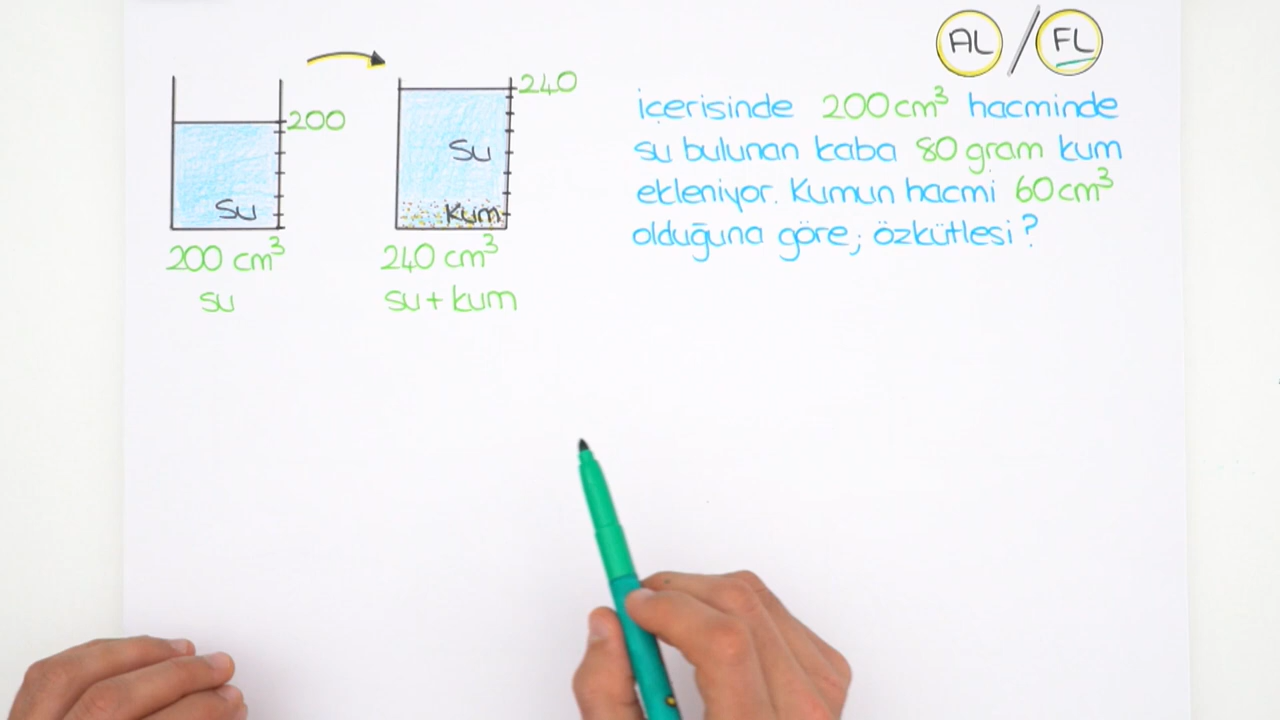 AL / FL
240
200
Su
Su
Kum
200 cm³
su
240 cm³
su + kum
içerisinde 200 cm³ hacminde
su bulunan kaba 80 gram kum
ekleniyor. Kumun hacmi 60 cm³
olduğuna göre; özkütlesi?